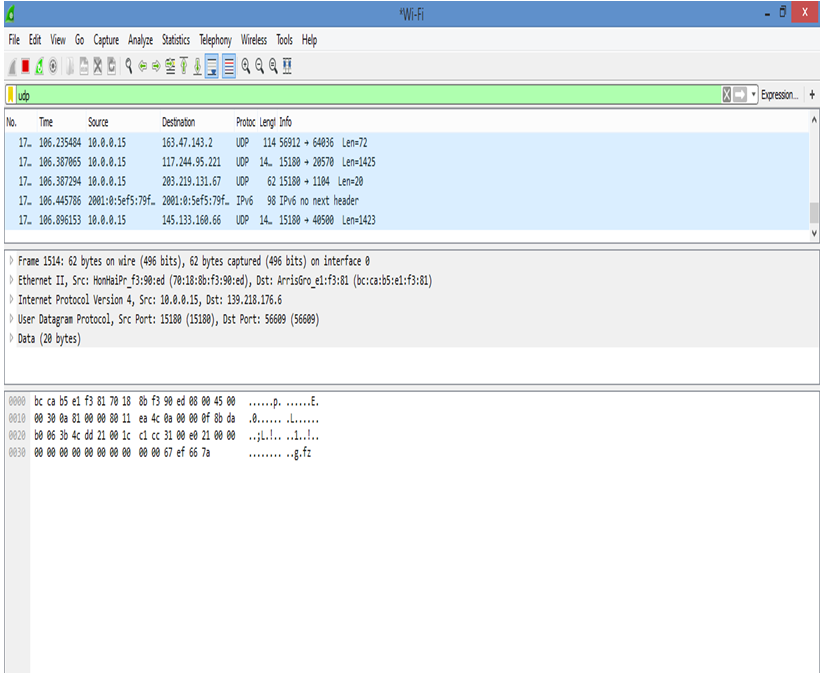 *Wi-Fi
File Edit View Go Capture Analyze Statistics Telephony Wireless Tools Help
udp Expression... +
No. Time Source Destination Protoc Lengt Info
17… 106.235484 10.0.0.15 163.47.143.2 UDP 114 56912 → 64036 Len=72
17… 106.387065 10.0.0.15 117.244.95.221 UDP 14… 15180 → 20570 Len=1425
17… 106.387294 10.0.0.15 203.219.131.67 UDP 62 15180 → 1104 Len=20
17… 106.445786 2001:0:5ef5:79f… 2001:0:5ef5:79f… IPv6 98 IPv6 no next header
17… 106.896153 10.0.0.15 145.133.160.66 UDP 14… 15180 → 40500 Len=1423
Frame 1514: 62 bytes on wire (496 bits), 62 bytes captured (496 bits) on interface 0
Ethernet II, Src: HonHaiPr_f3:90:ed (70:18:8b:f3:90:ed), Dst: ArrisGro_e1:f3:81 (bc:ca:b5:e1:f3:81)
Internet Protocol Version 4, Src: 10.0.0.15, Dst: 139.218.176.6
User Datagram Protocol, Src Port: 15180 (15180), Dst Port: 56609 (56609)
Data (20 bytes)
0000 bc ca b5 e1 f3 81 70 18 8b f3 90 ed 08 00 45 00 ......p. ......E.
0010 00 30 0a 81 00 00 80 11 ea 4c 0a 00 00 0f 8b da .0...... .L......
0020 b0 06 3b 4c dd 21 00 1c c1 cc 31 00 e0 21 00 00 ..;L.!.. ..1..!..
0030 00 00 00 00 00 00 00 00 00 00 67 ef 66 7a ........ ..g.fz